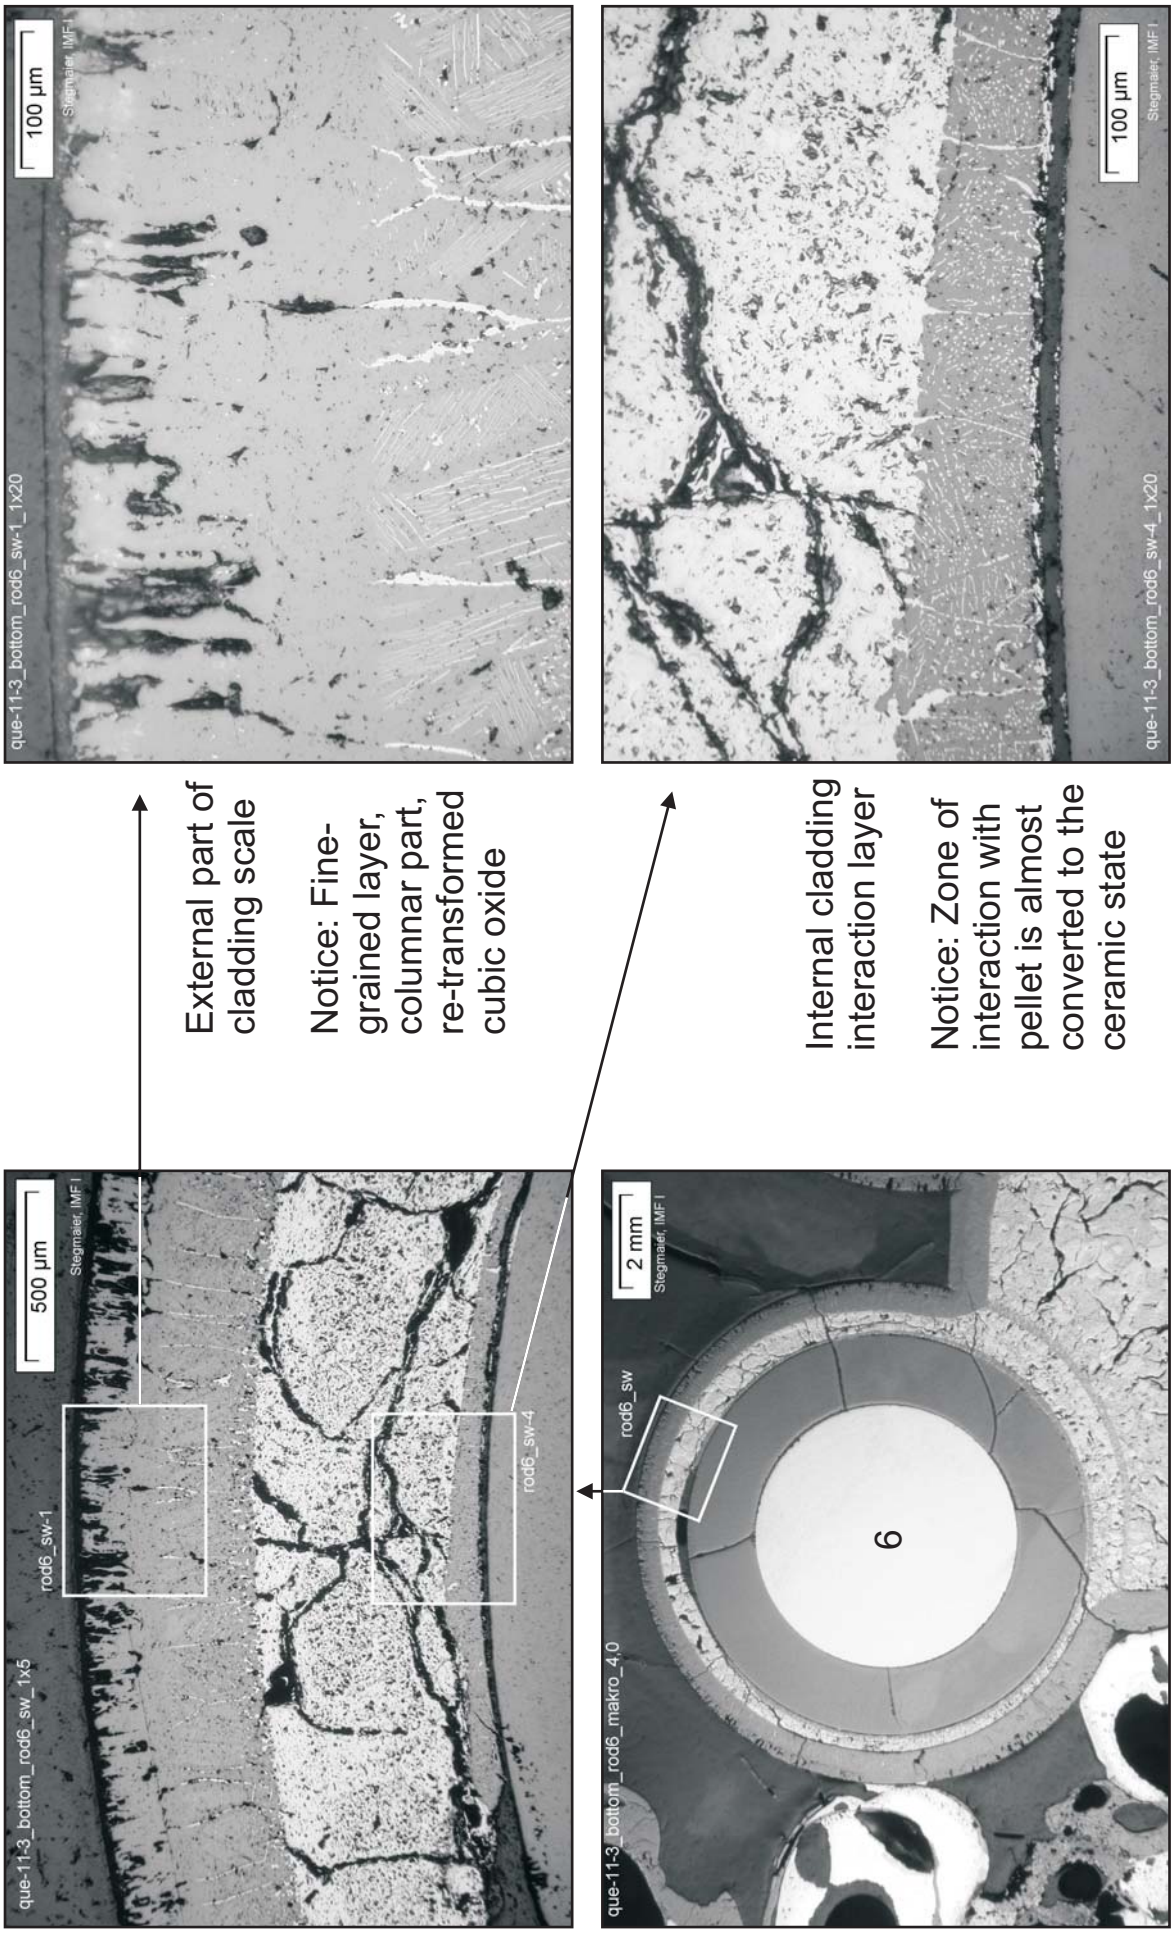 que-11-3_bottom_rod6_sw_1x5
500 µm
Stegmaier, IMF I
rod6_sw-1
rod6_sw-4
External part of
cladding scale
Notice: Fine-
grained layer,
columnar part,
re-transformed
cubic oxide
que-11-3_bottom_rod6_sw-1_1x20
100 µm
Stegmaier, IMF I
que-11-3_bottom_rod6_makro_4.0
2 mm
Stegmaier, IMF I
rod6_sw
6
Internal cladding
interaction layer
Notice: Zone of
interaction with
pellet is almost
converted to the
ceramic state
100 µm
Stegmaier, IMF I
que-11-3_bottom_rod6_sw-4_1x20